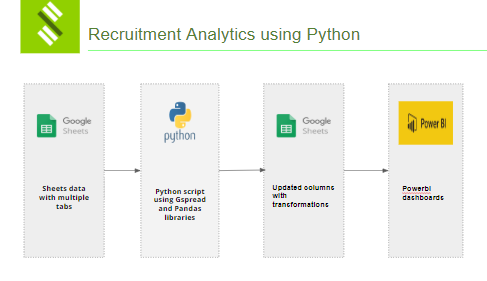 Recruitment Analytics using Python
Google
Sheets
Sheets data
with multiple
tabs
python
Python script
using Gspread
and Pandas
libraries
Google
Sheets
Updated columns
with
transformations
Power BI
Powerbi
dashboards